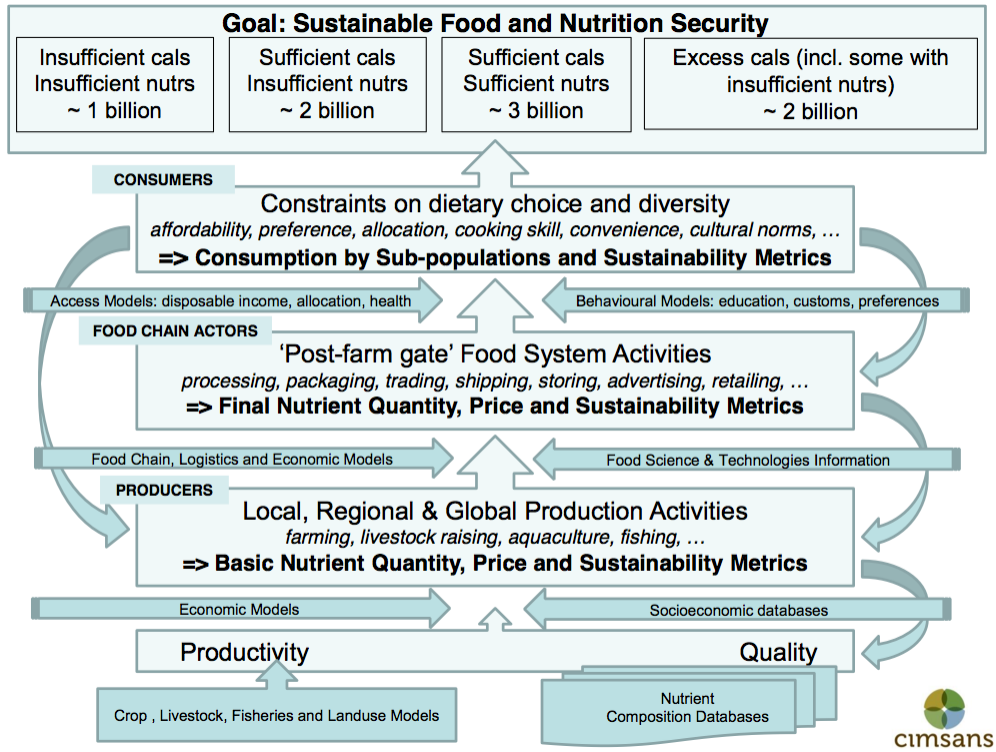 Goal: Sustainable Food and Nutrition Security
Insufficient cals
Insufficient nutrs
~ 1 billion
Sufficient cals
Insufficient nutrs
~ 2 billion
Sufficient cals
Sufficient nutrs
~ 3 billion
Excess cals (incl. some with
insufficient nutrs)
~ 2 billion
CONSUMERS
Constraints on dietary choice and diversity
affordability, preference, allocation, cooking skill, convenience, cultural norms, …
=> Consumption by Sub-populations and Sustainability Metrics
Access Models: disposable income, allocation, health
Behavioural Models: education, customs, preferences
FOOD CHAIN ACTORS
‘Post-farm gate’ Food System Activities
processing, packaging, trading, shipping, storing, advertising, retailing, …
=> Final Nutrient Quantity, Price and Sustainability Metrics
Food Chain, Logistics and Economic Models
Food Science & Technologies Information
PRODUCERS
Local, Regional & Global Production Activities
farming, livestock raising, aquaculture, fishing, …
=> Basic Nutrient Quantity, Price and Sustainability Metrics
Economic Models
Socioeconomic databases
Productivity
Quality
Crop , Livestock, Fisheries and Landuse Models
Nutrient
Composition Databases
cimsans